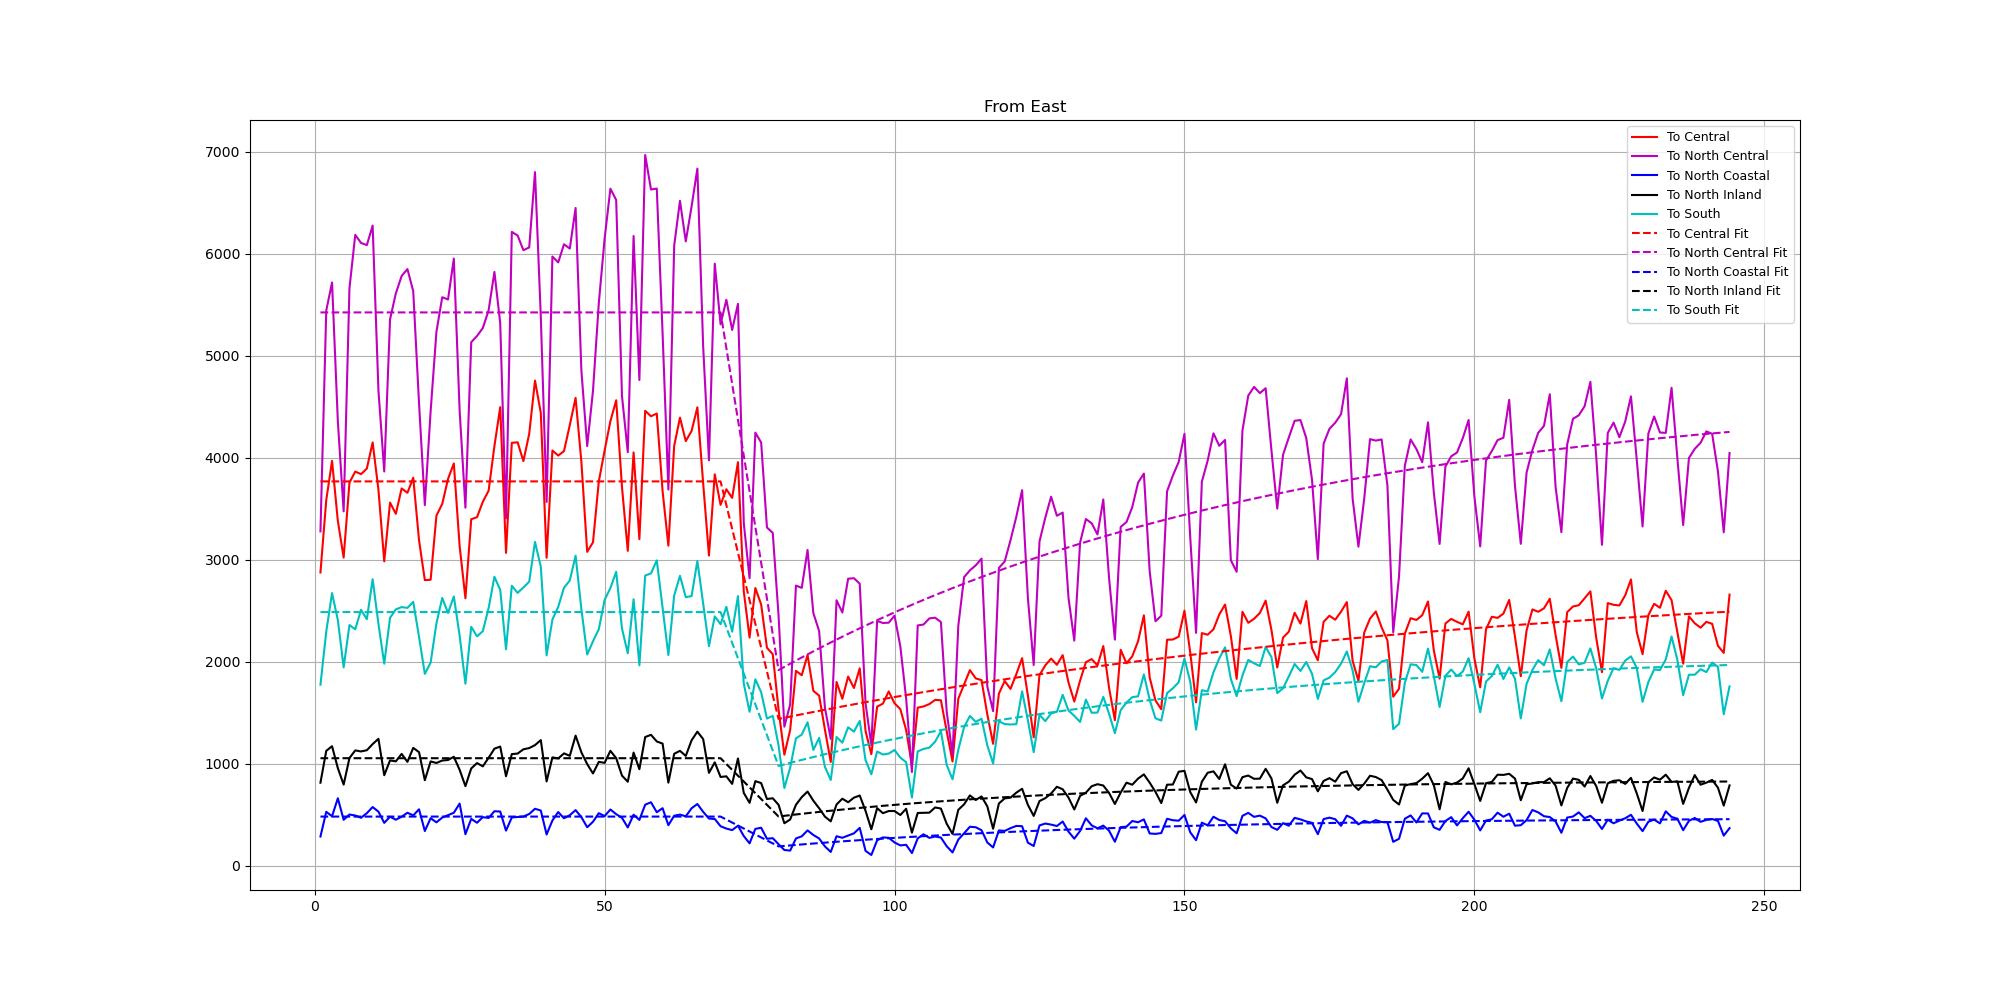 From East
7000
6000
5000
4000
3000
2000
1000
0
0 50 100 150 200 250
To Central
To North Central
To North Coastal
To North Inland
To South
To Central Fit
To North Central Fit
To North Coastal Fit
To North Inland Fit
To South Fit